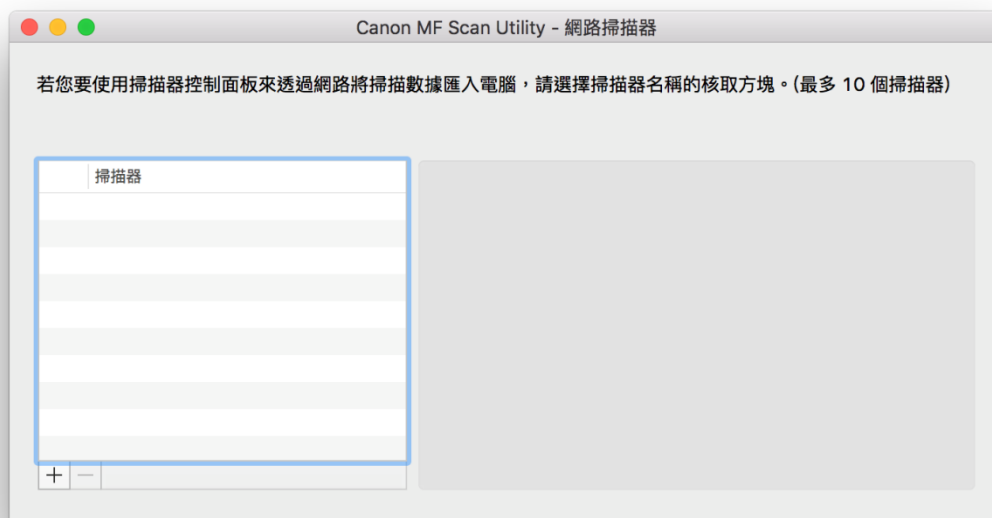 Canon MF Scan Utility - 網路掃描器
若您要使用掃描器控制面板來透過網路將掃描數據匯入電腦，請選擇掃描器名稱的核取方塊。(最多 10 個掃描器)
掃描器